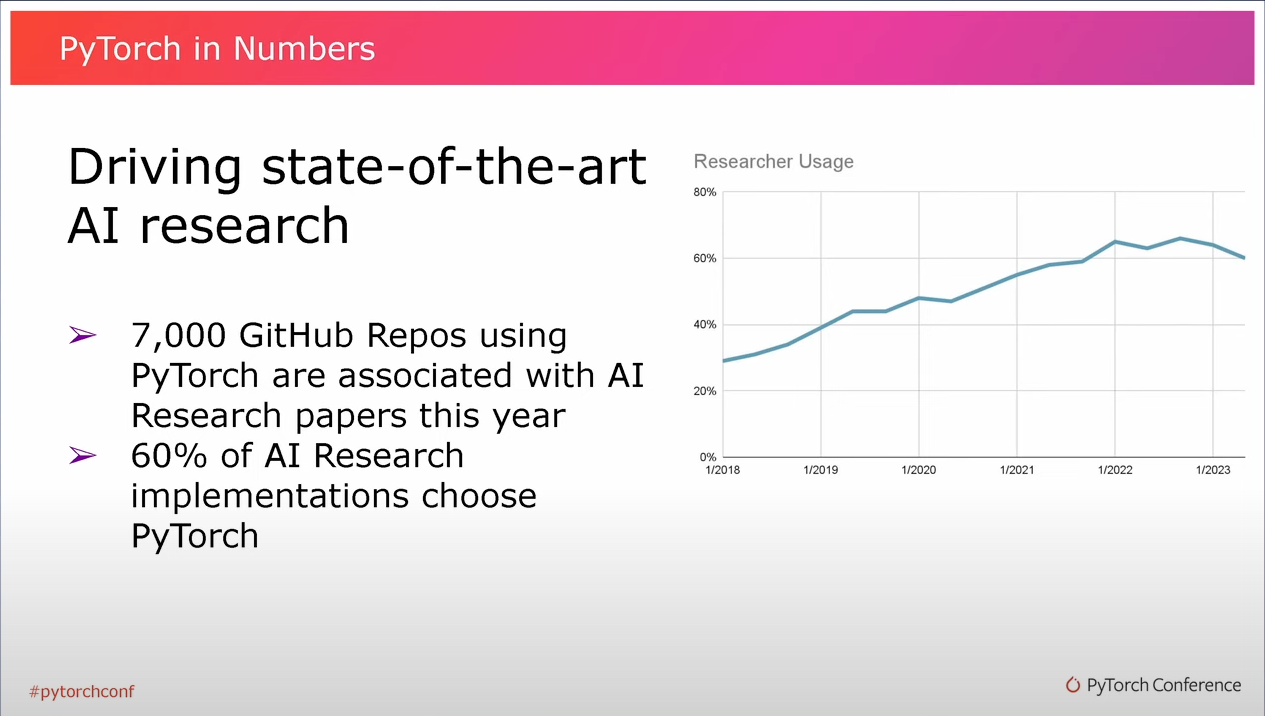 PyTorch in Numbers
Driving state-of-the-art
AI research
➢ 7,000 GitHub Repos using
PyTorch are associated with AI
Research papers this year
➢ 60% of AI Research
implementations choose
PyTorch
Researcher Usage
80%
60%
40%
20%
0%
1/2018 1/2019 1/2020 1/2021 1/2022 1/2023
#pytorchconf
PyTorch Conference